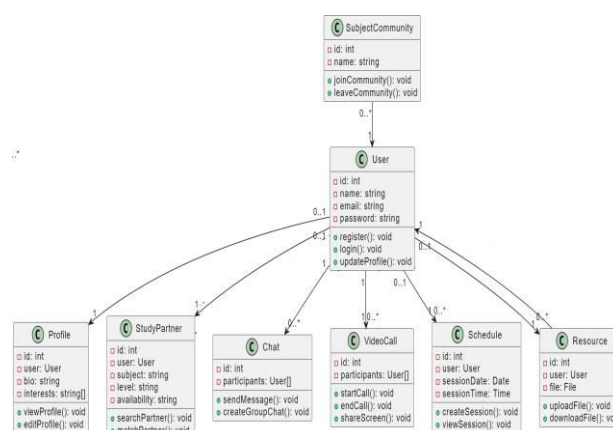 C SubjectCommunity
id: int
name: string
joinCommunity(): void
leaveCommunity(): void
0..*
1
..*
C User
id: int
name: string
email: string
password: string
register(): void
login(): void
updateProfile(): void
0..1
1
1
0..1
0..1
1
1
0..*
1
0..*
0..*
C Profile
id: int
user: User
bio: string
interests: string[]
viewProfile(): void
editProfile(): void
C StudyPartner
id: int
user: User
subject: string
level: string
availability: string
searchPartner(): void
matchPartner(): void
C Chat
id: int
participants: User[]
sendMessage(): void
createGroupChat(): void
C VideoCall
id: int
participants: User[]
startCall(): void
endCall(): void
shareScreen(): void
C Schedule
id: int
user: User
sessionDate: Date
sessionTime: Time
createSession(): void
viewSession(): void
C Resource
id: int
user: User
file: File
uploadFile(): void
downloadFile(): void